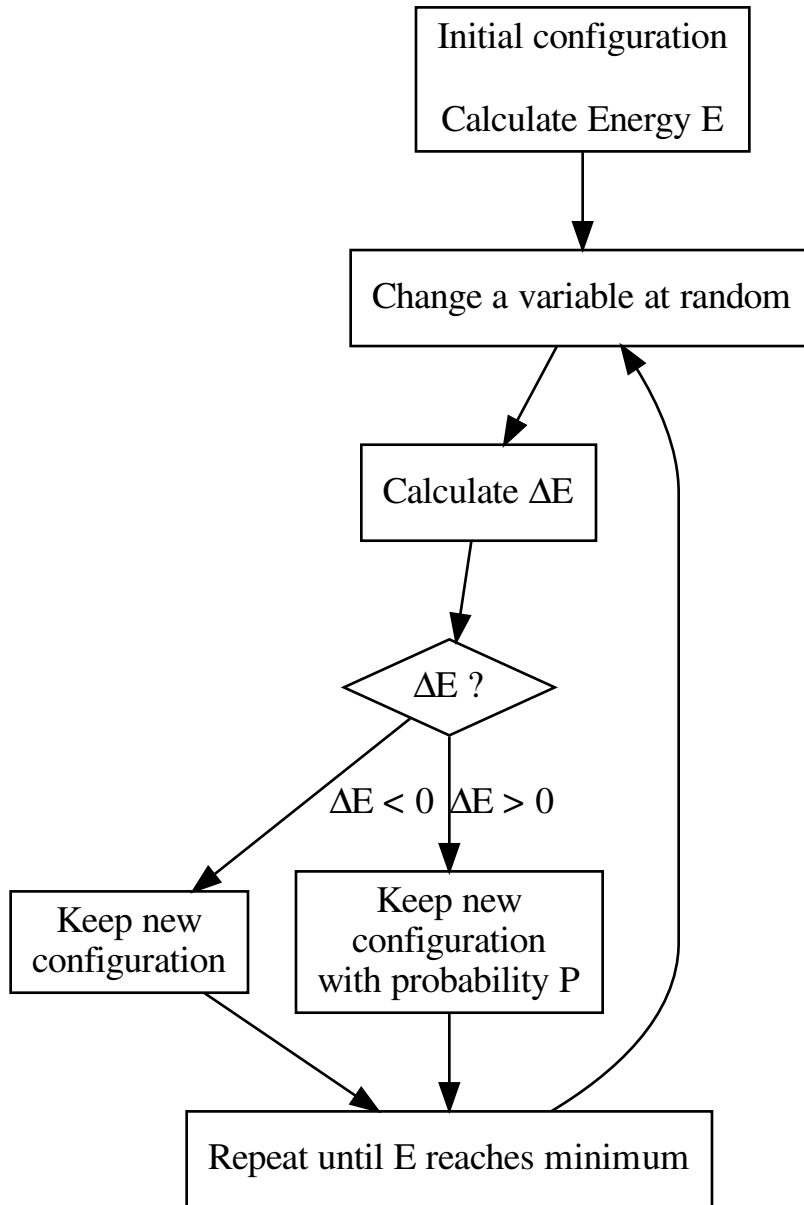 Initial configuration
Calculate Energy E
Change a variable at random
Calculate ΔE
ΔE ?
ΔE < 0
ΔE > 0
Keep new
configuration
Keep new
configuration
with probability P
Repeat until E reaches minimum